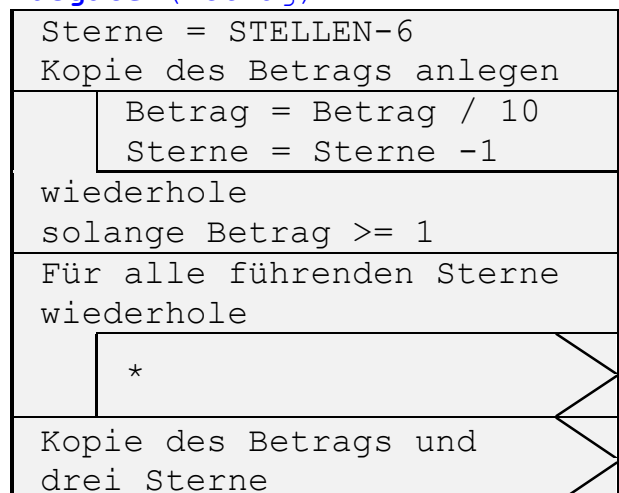 Sterne = STELLEN-6
Kopie des Betrags anlegen
Betrag = Betrag / 10
Sterne = Sterne -1
wiederhole
solange Betrag >= 1
Für alle führenden Sterne
wiederhole
*
Kopie des Betrags und
drei Sterne